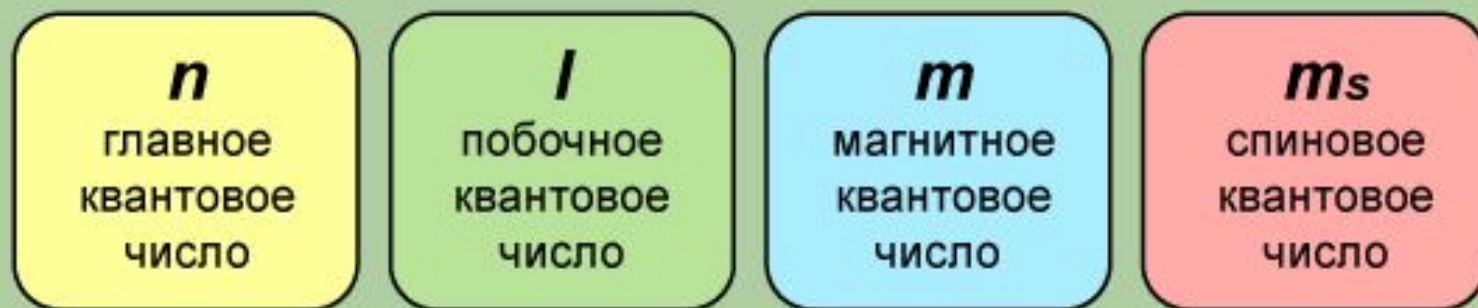 n
главное
квантовое
число
l
побочное
квантовое
число
m
магнитное
квантовое
число
ms
спиновое
квантовое
число